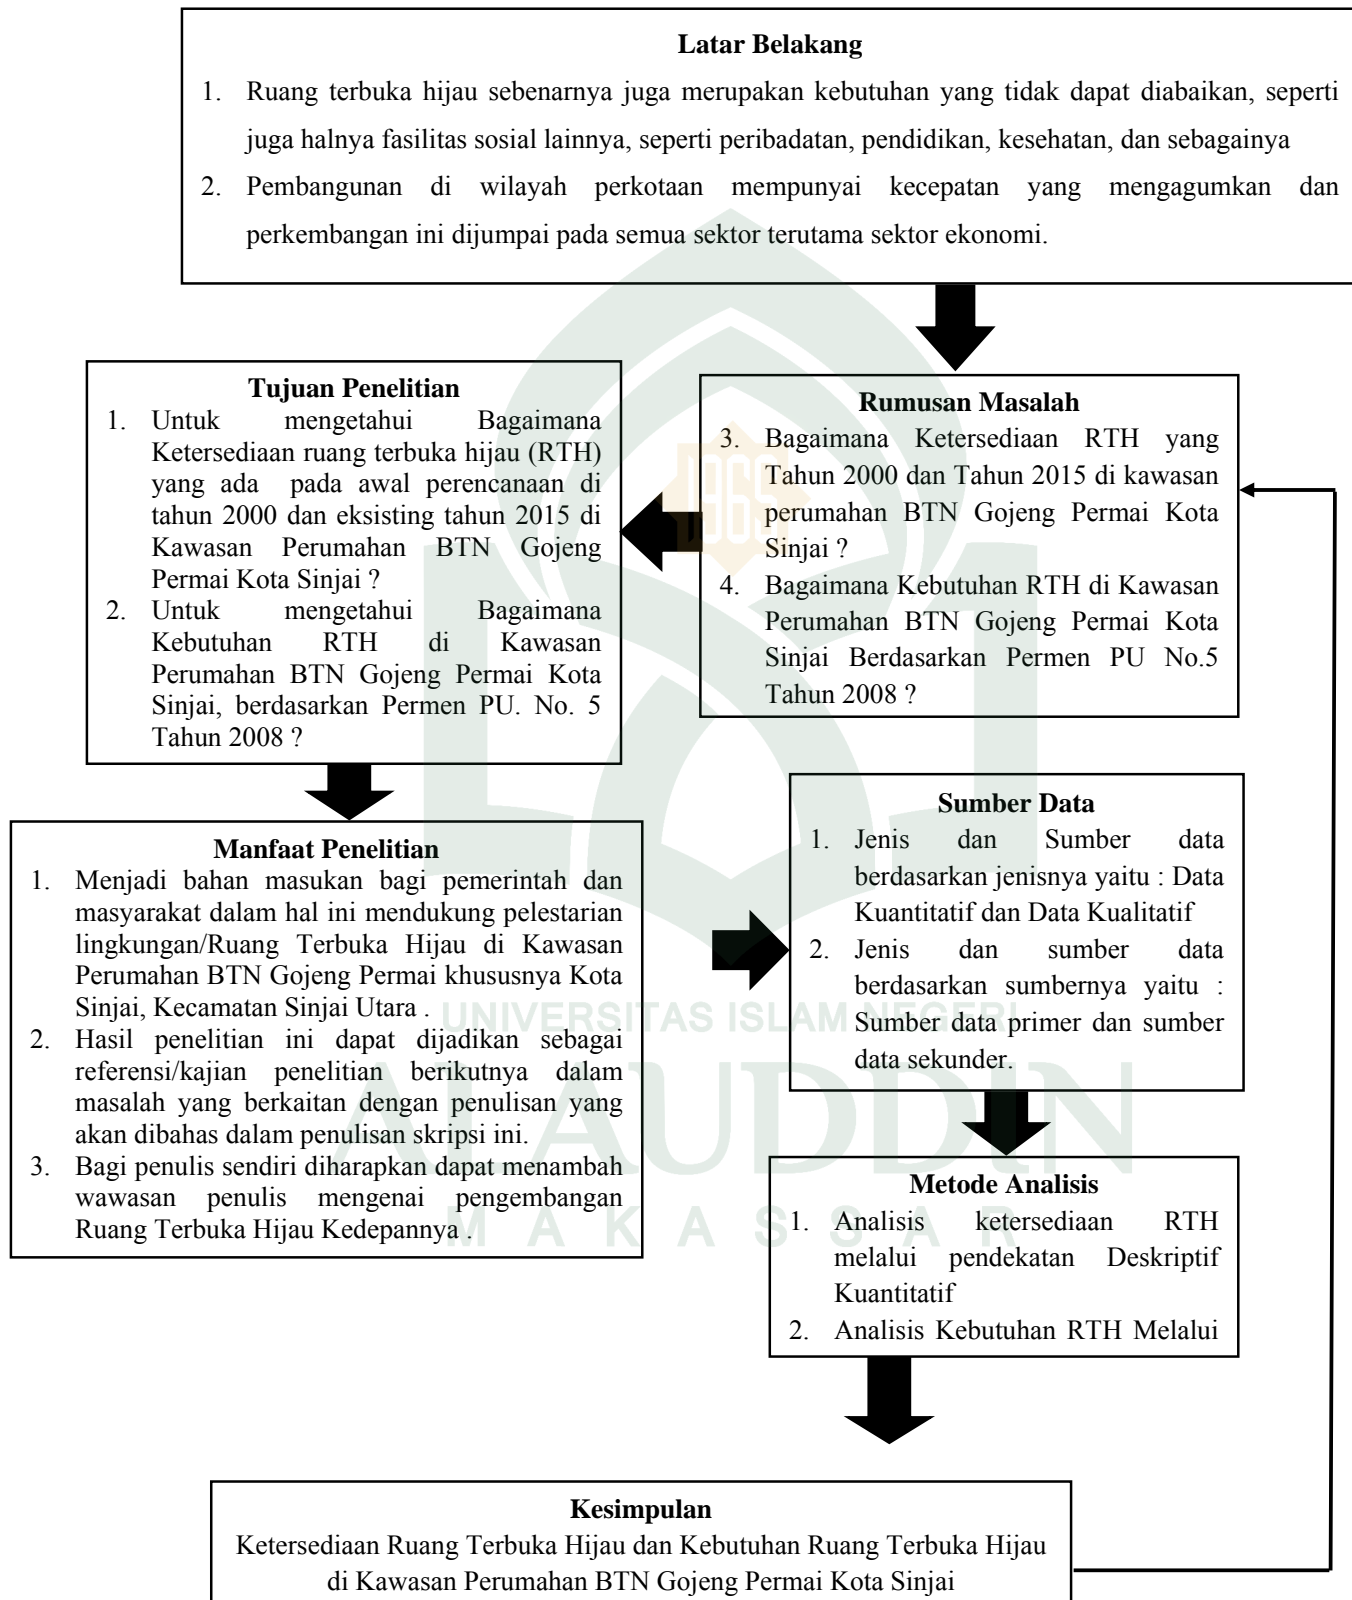 Latar Belakang
1. Ruang terbuka hijau sebenarnya juga merupakan kebutuhan yang tidak dapat diabaikan, seperti
juga halnya fasilitas sosial lainnya, seperti peribadatan, pendidikan, kesehatan, dan sebagainya
2. Pembangunan di wilayah perkotaan mempunyai kecepatan yang mengagumkan dan
perkembangan ini dijumpai pada semua sektor terutama sektor ekonomi.
Rumusan Masalah
3. Bagaimana Ketersediaan RTH yang
Tahun 2000 dan Tahun 2015 di kawasan
perumahan BTN Gojeng Permai Kota
Sinjai ?
4. Bagaimana Kebutuhan RTH di Kawasan
Perumahan BTN Gojeng Permai Kota
Sinjai Berdasarkan Permen PU No.5
Tahun 2008 ?
Tujuan Penelitian
1. Untuk mengetahui Bagaimana
Ketersediaan ruang terbuka hijau (RTH)
yang ada pada awal perencanaan di
tahun 2000 dan eksisting tahun 2015 di
Kawasan Perumahan BTN Gojeng
Permai Kota Sinjai ?
2. Untuk mengetahui Bagaimana
Kebutuhan RTH di Kawasan
Perumahan BTN Gojeng Permai Kota
Sinjai, berdasarkan Permen PU. No. 5
Tahun 2008 ?
Manfaat Penelitian
1. Menjadi bahan masukan bagi pemerintah dan
masyarakat dalam hal ini mendukung pelestarian
lingkungan/Ruang Terbuka Hijau di Kawasan
Perumahan BTN Gojeng Permai khususnya Kota
Sinjai, Kecamatan Sinjai Utara .
2. Hasil penelitian ini dapat dijadikan sebagai
referensi/kajian penelitian berikutnya dalam
masalah yang berkaitan dengan penulisan yang
akan dibahas dalam penulisan skripsi ini.
3. Bagi penulis sendiri diharapkan dapat menambah
wawasan penulis mengenai pengembangan
Ruang Terbuka Hijau Kedepannya .
Sumber Data
1. Jenis dan Sumber data
berdasarkan jenisnya yaitu : Data
Kuantitatif dan Data Kualitatif
2. Jenis dan sumber data
berdasarkan sumbernya yaitu :
Sumber data primer dan sumber
data sekunder.
Metode Analisis
1. Analisis ketersediaan RTH
melalui pendekatan Deskriptif
Kuantitatif
2. Analisis Kebutuhan RTH Melalui
Kesimpulan
Ketersediaan Ruang Terbuka Hijau dan Kebutuhan Ruang Terbuka Hijau
di Kawasan Perumahan BTN Gojeng Permai Kota Sinjai
1965
UNIVERSITAS ISLAM NEGERI
ALAUDDIN
MAKASSAR